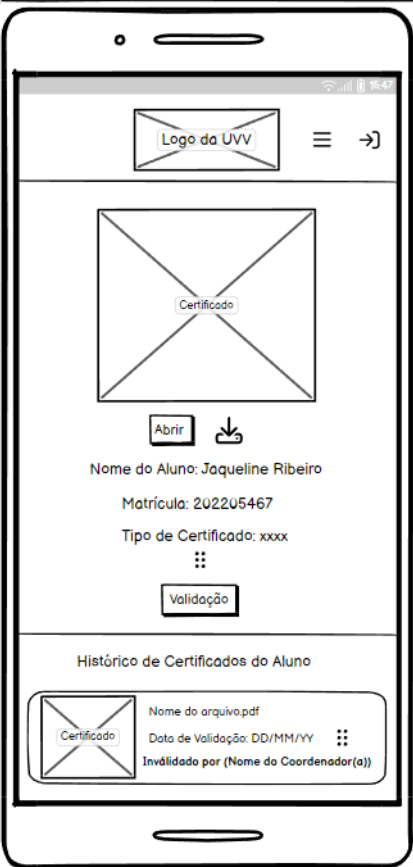 15:47
Logo da UVV
Certificado
Abrir
Nome do Aluno: Jaqueline Ribeiro
Matrícula: 202205467
Tipo de Certificado: xxxx
Validação
Histórico de Certificados do Aluno
Certificado
Nome do arquivo.pdf
Data de Validação: DD/MM/YY
Inválidado por (Nome do Coordenador(a))